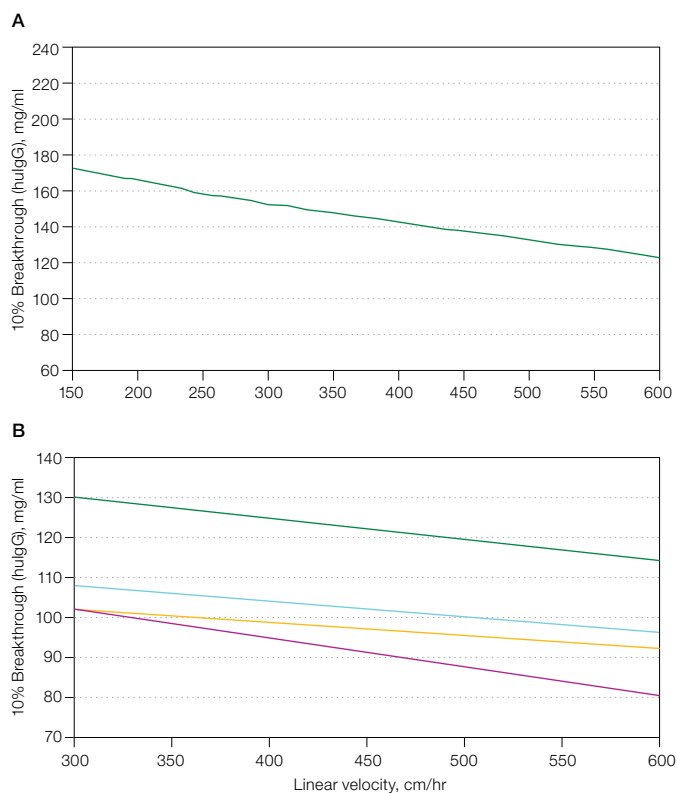 A
10% Breakthrough (huIgG), mg/ml
240
220
200
180
160
140
120
100
80
60
150 200 250 300 350 400 450 500 550 600
B
10% Breakthrough (huIgG), mg/ml
140
130
120
110
100
90
80
70
300 350 400 450 500 550 600
Linear velocity, cm/hr